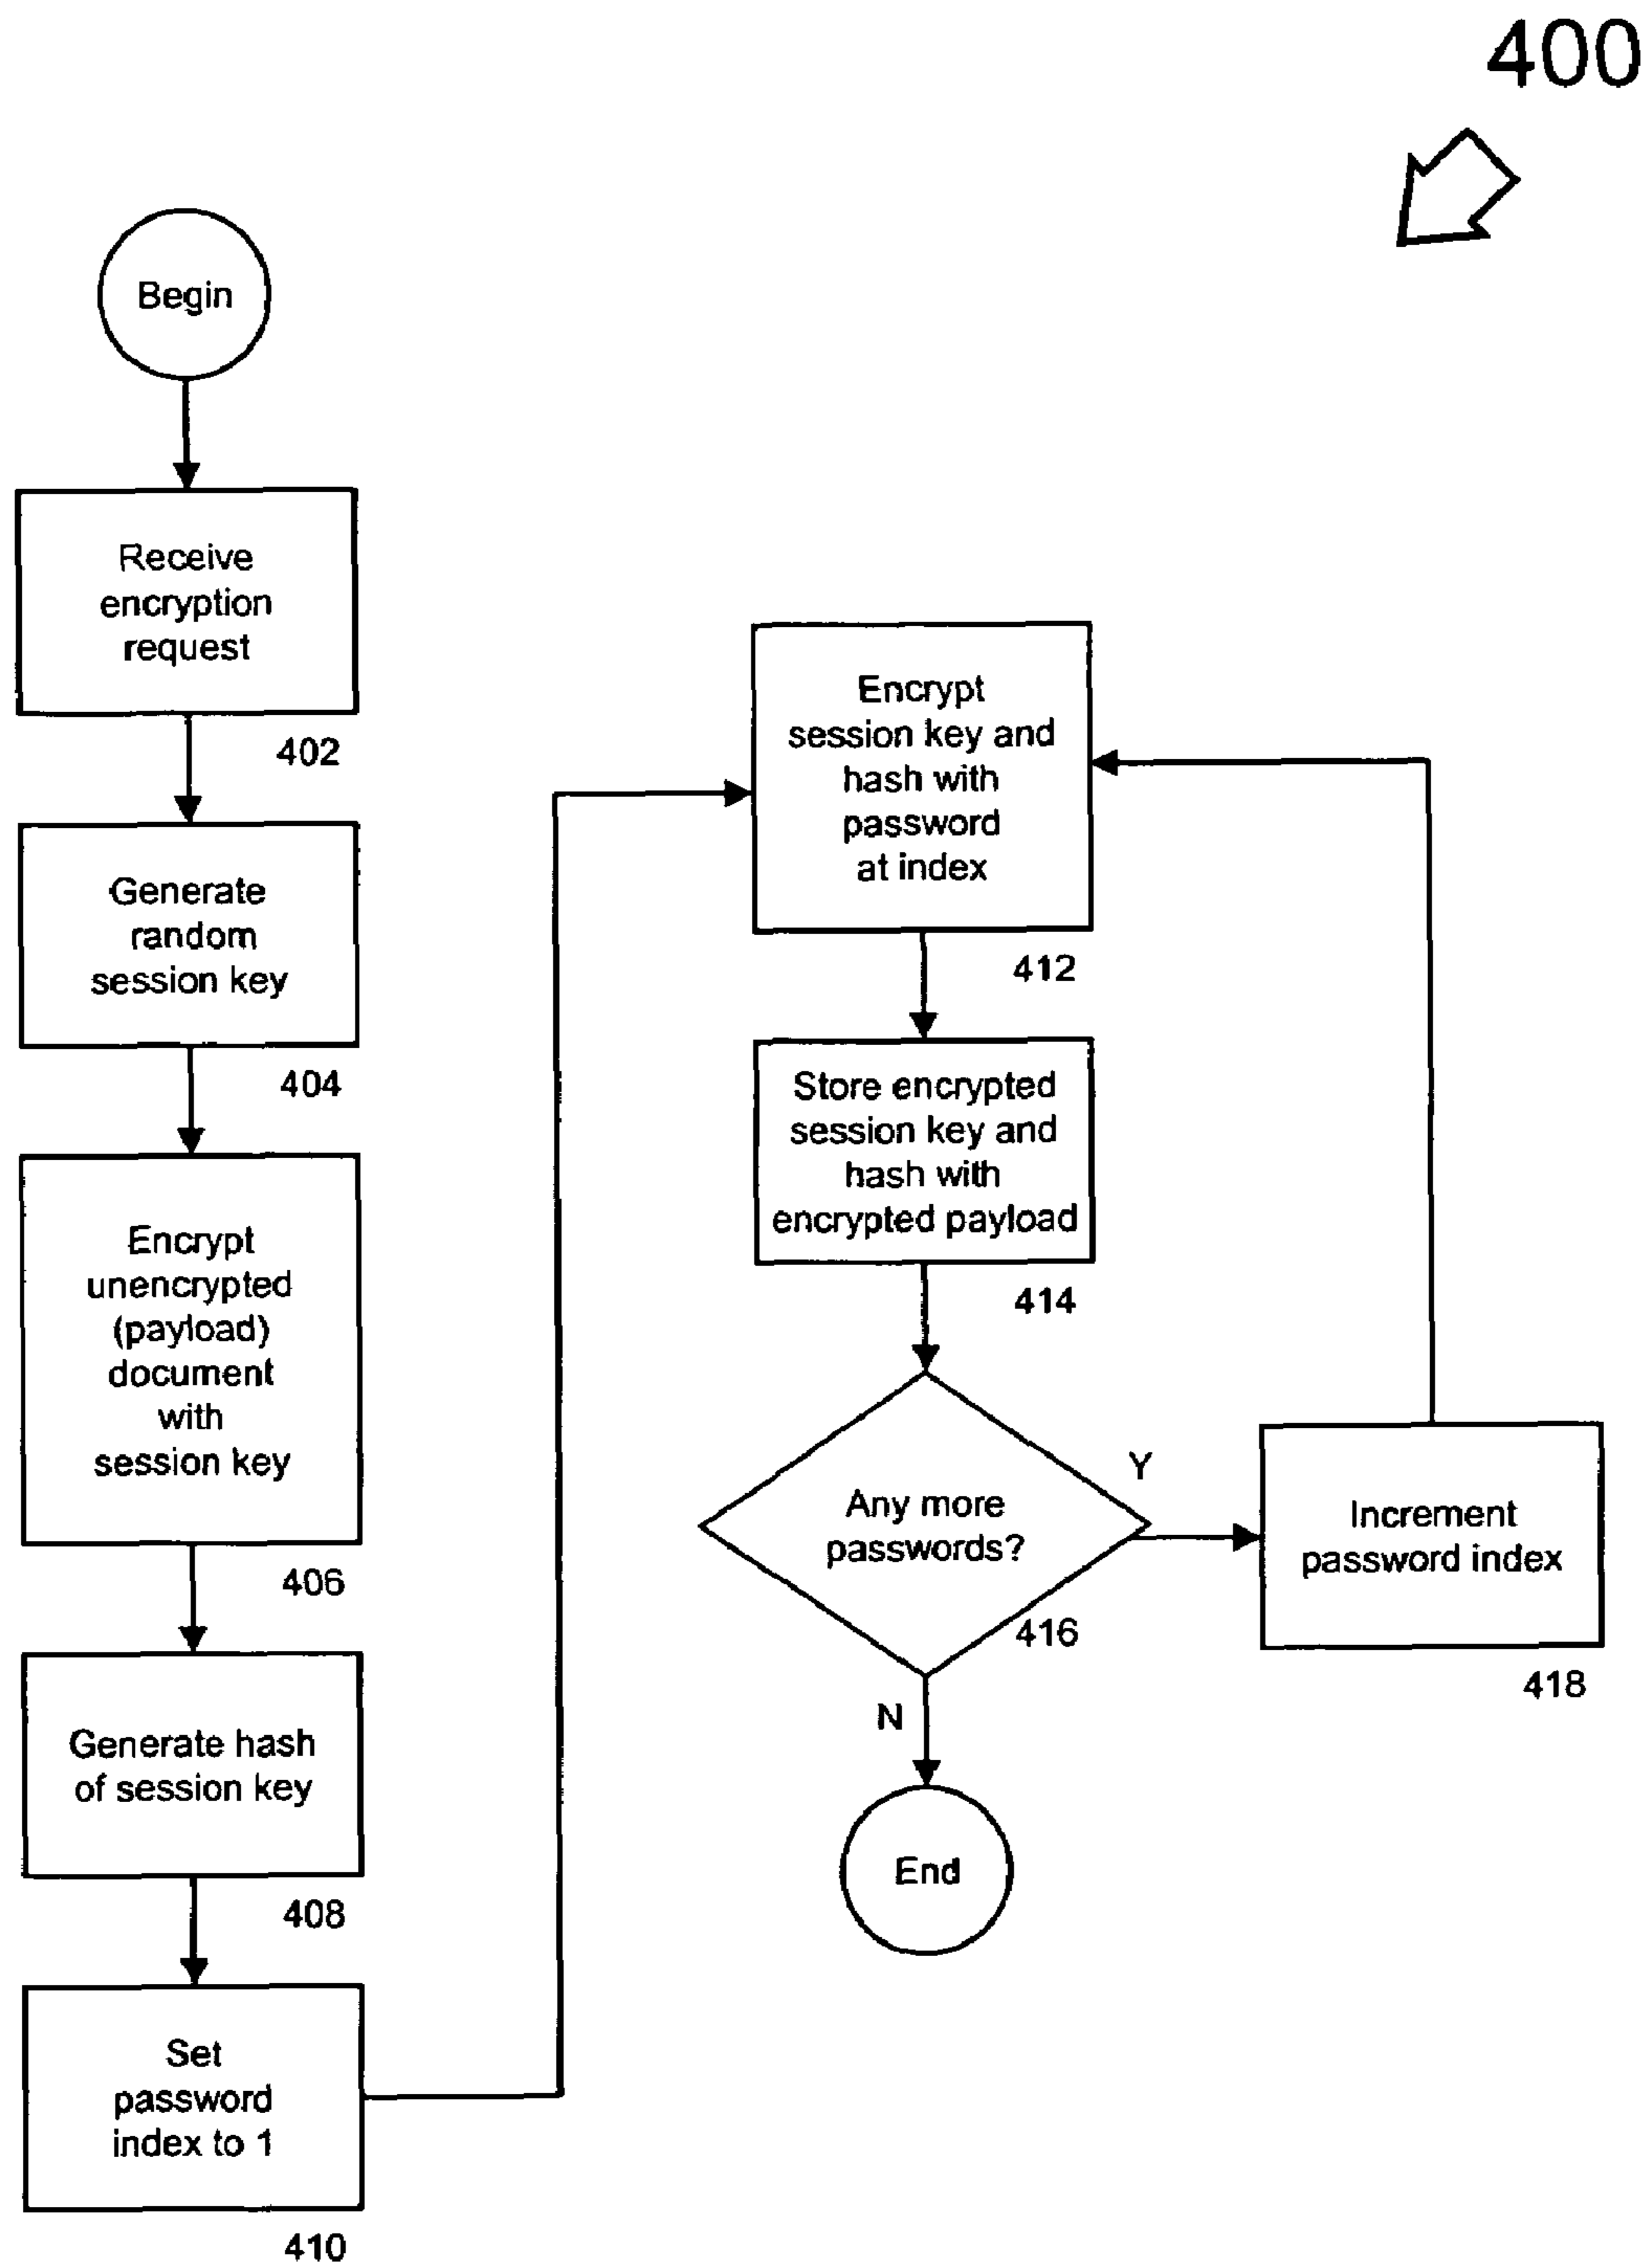 400
Begin
Receive
encryption
request
402
Generate
random
session key
404
Encrypt
unencrypted
(payload)
document
with
session key
406
Generate hash
of session key
408
Set
password
index to 1
410
Encrypt
session key and
hash with
password
at index
412
Store encrypted
session key and
hash with
encrypted payload
414
Any more
passwords?
416
Y
N
Increment
password index
418
End